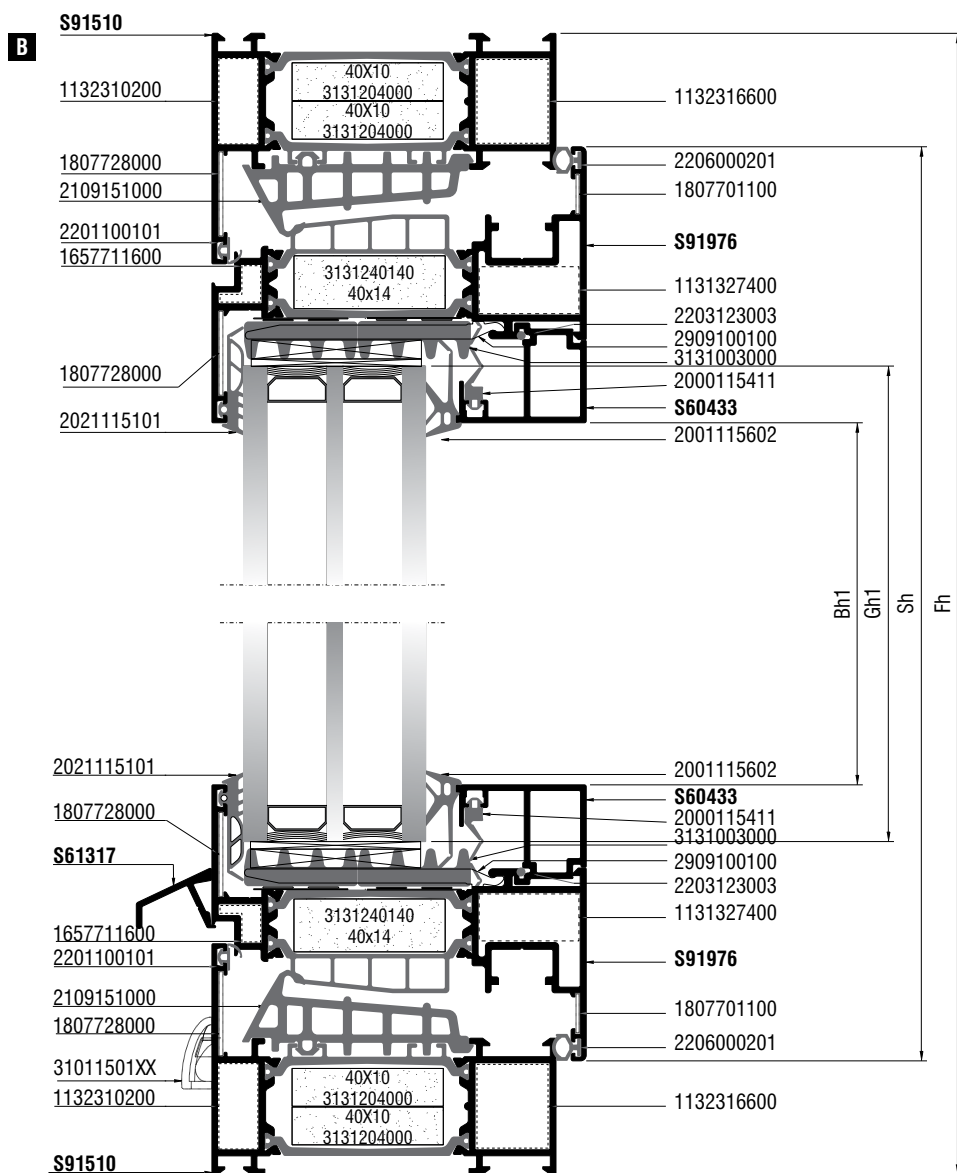 S91510
B
40X10
3131204000
40X10
3131204000
1132310200
1132316600
1807728000
2206000201
2109151000
1807701100
2201100101
S91976
1657711600
3131240140
40x14
1131327400
2203123003
2909100100
3131003000
1807728000
2000115411
S60433
2021115101
2001115602
Bh1
Gh1
Sh
Fh
2021115101
2001115602
S60433
1807728000
2000115411
3131003000
S61317
2909100100
2203123003
3131240140
40x14
1131327400
1657711600
2201100101
S91976
2109151000
1807701100
1807728000
2206000201
31011501XX
40X10
3131204000
40X10
3131204000
1132310200
1132316600
S91510